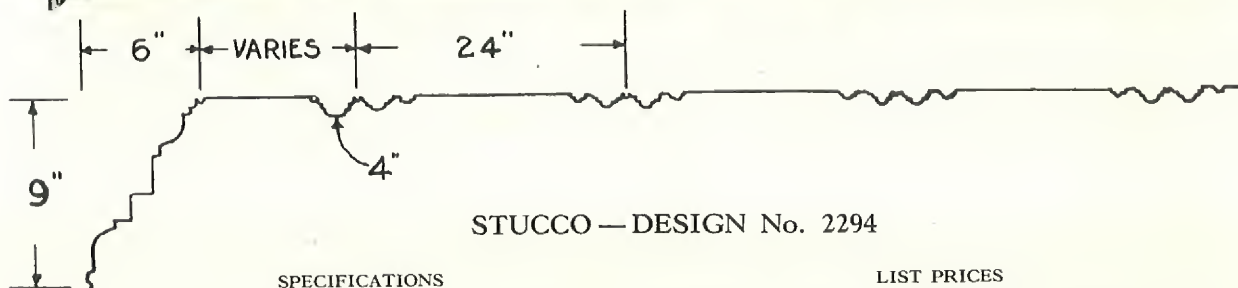 6" VARIES 24"
9"
4"
STUCCO — DESIGN No. 2294
SPECIFICATIONS LIST PRICES